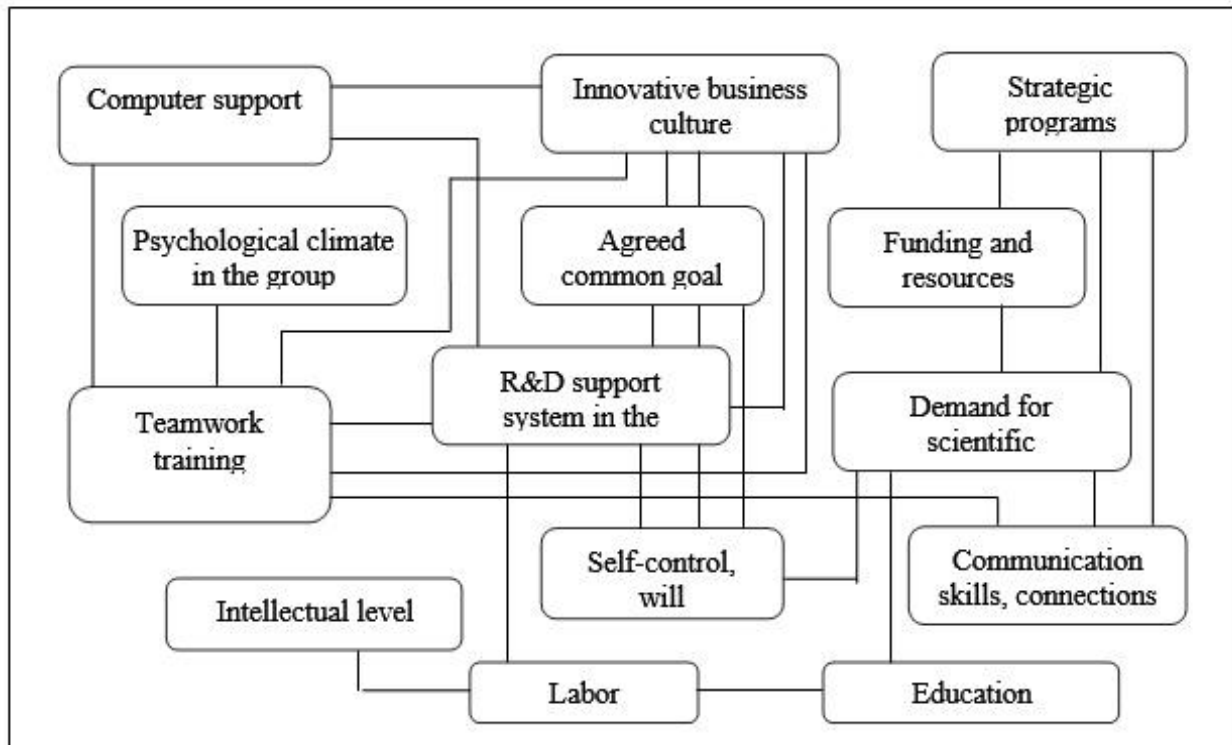 Computer support
Innovative business
culture
Strategic
programs
Psychological climate
in the group
Agreed
common goal
Funding and
resources
R&D support
system in the
Demand for
scientific
Teamwork
training
Self-control,
will
Communication
skills, connections
Intellectual level
Labor
Education